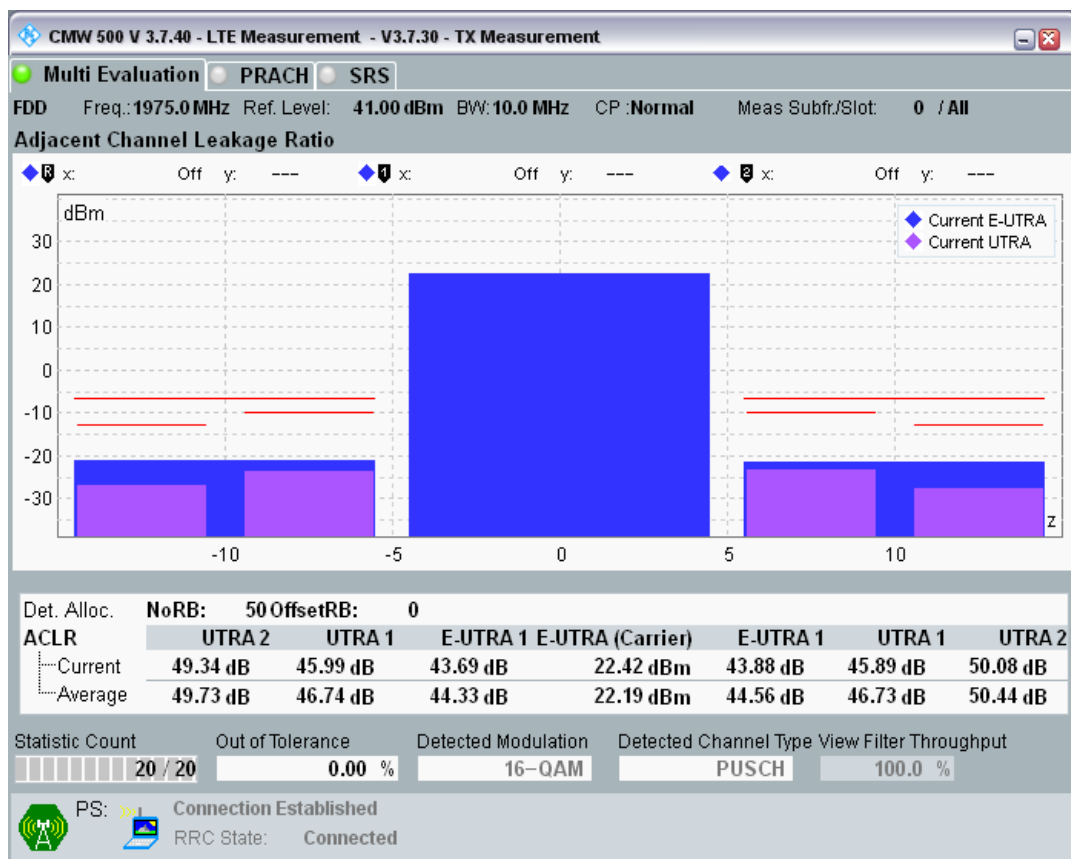 CMW 500 V 3.7.40 - LTE Measurement - V3.7.30 - TX Measurement
Multi Evaluation PRACH SRS
FDD Freq.: 1975.0 MHz Ref. Level: 41.00 dBm BW: 10.0 MHz CP :Normal Meas Subfr./Slot: 0 / All
Adjacent Channel Leakage Ratio
R x: Off y: --- 1 x: Off y: --- 2 x: Off y: ---
dBm
Current E-UTRA
Current UTRA
30
20
10
0
-10
-20
-30
z
-10 -5 0 5 10
Det. Alloc. NoRB: 50 OffsetRB: 0
ACLR UTRA 2 UTRA 1 E-UTRA 1 E-UTRA (Carrier) E-UTRA 1 UTRA 1 UTRA 2
Current 49.34 dB 45.99 dB 43.69 dB 22.42 dBm 43.88 dB 45.89 dB 50.08 dB
Average 49.73 dB 46.74 dB 44.33 dB 22.19 dBm 44.56 dB 46.73 dB 50.44 dB
Statistic Count Out of Tolerance Detected Modulation Detected Channel Type View Filter Throughput
20 / 20 0.00 % 16-QAM PUSCH 100.0 %
PS: Connection Established
RRC State: Connected